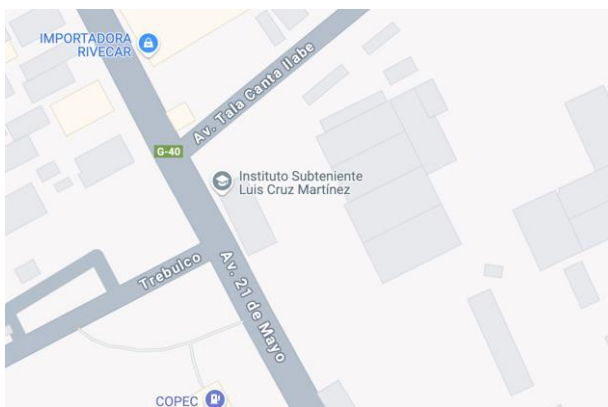 IMPORTADORA
RIVECAR
Av. Tala Canta Ilabe
G-40
Instituto Subteniente
Luis Cruz Martínez
Trebulco
Av. 21 de Mayo
COPEC